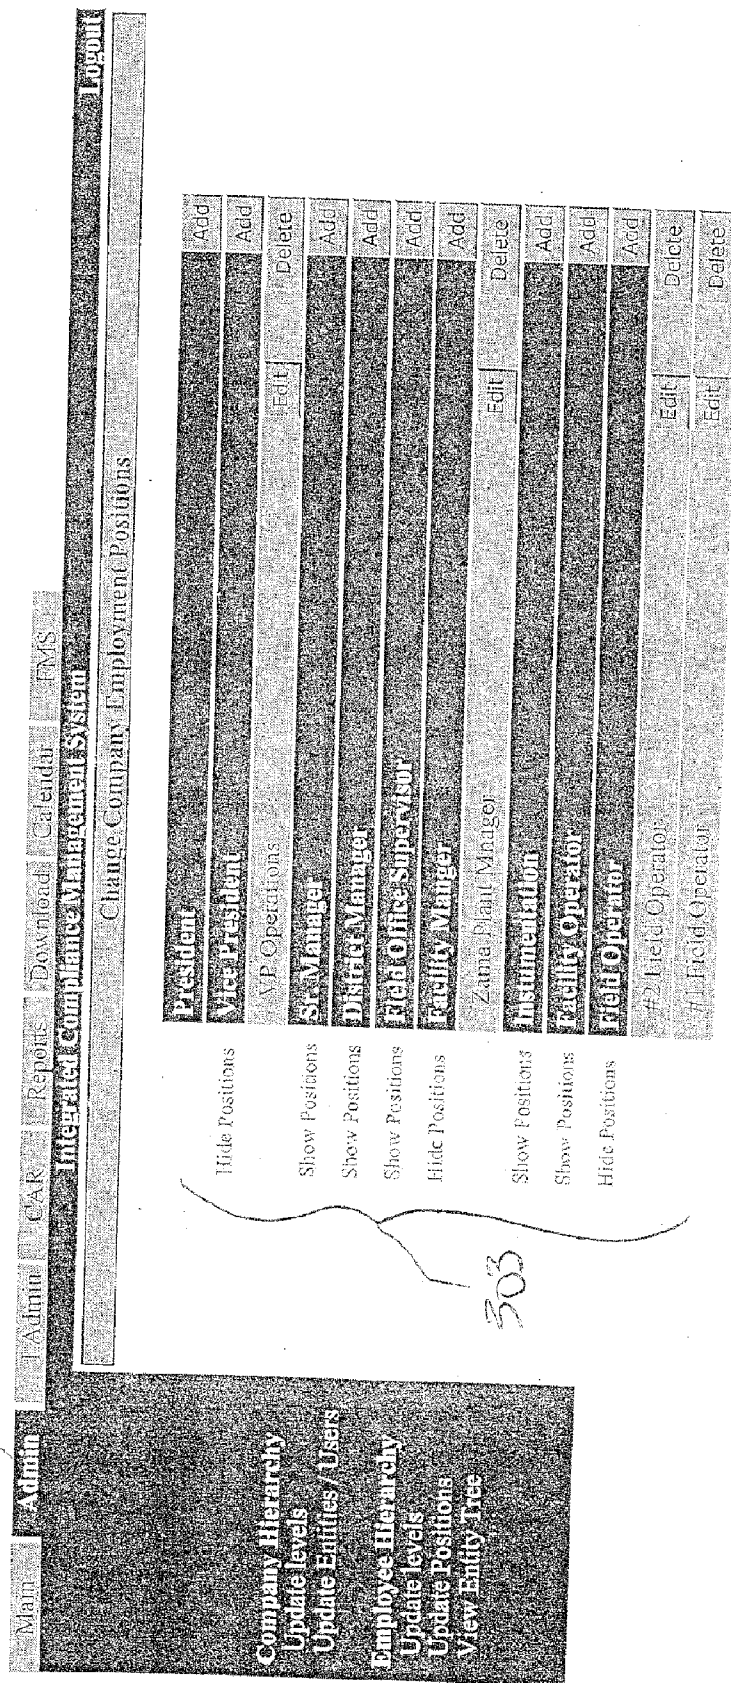 Main Admin I Admin CAR Reports Download Calendar FMS
Integrated Compliance Management System Logout
Change Company Employment Positions
Company Hierarchy
Update levels
Update Entities / Users
Employee Hierarchy
Update levels
Update Positions
View Entity Tree
President Add
Hide Positions Vice President Add
VP Operations Edit Delete
Show Positions Sr. Manager Add
Show Positions District Manager Add
Show Positions Field Office Supervisor Add
Hide Positions Facility Manger Add
Zama Plant Mnager Edit Delete
Show Positions Instrumentation Add
Show Positions Facility Operator Add
Hide Positions Field Operator Add
#2 Field Operator Edit Delete
#1 Field Operator Edit Delete
303